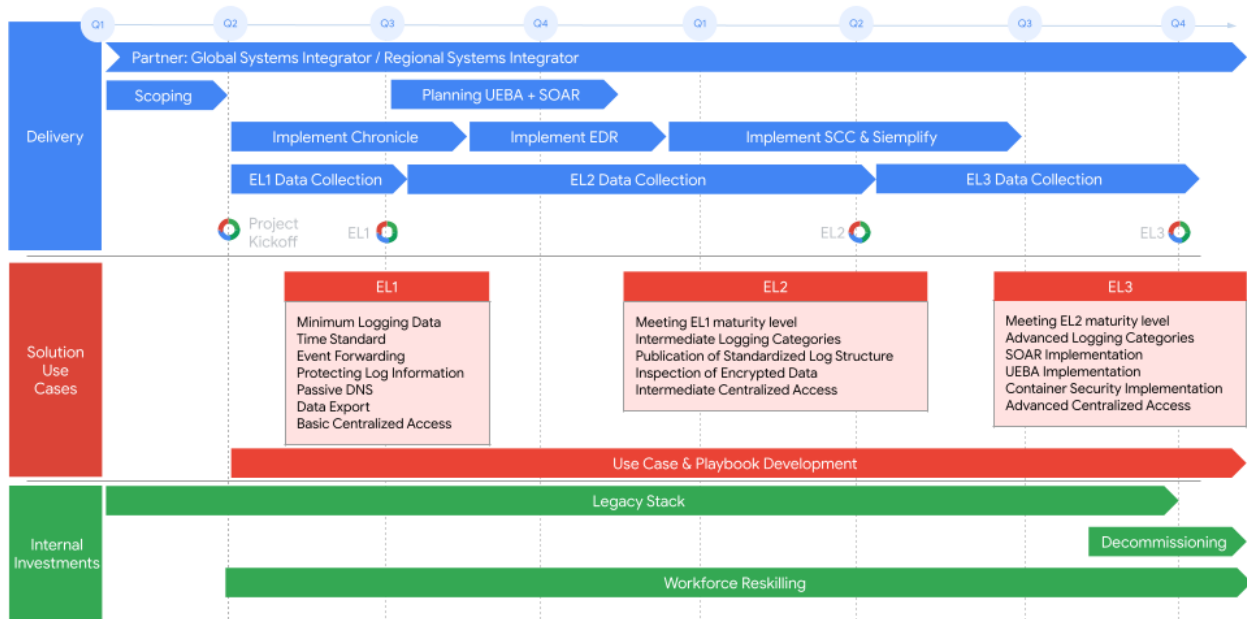 Q1
Q2
Q3
Q4
Q1
Q2
Q3
Q4
Delivery
Partner: Global Systems Integrator / Regional Systems Integrator
Scoping
Planning UEBA + SOAR
Implement Chronicle
Implement EDR
Implement SCC & Siemplify
EL1 Data Collection
EL2 Data Collection
EL3 Data Collection
Project
Kickoff
EL1
EL2
EL3
Solution
Use
Cases
EL1
Minimum Logging Data
Time Standard
Event Forwarding
Protecting Log Information
Passive DNS
Data Export
Basic Centralized Access
EL2
Meeting EL1 maturity level
Intermediate Logging Categories
Publication of Standardized Log Structure
Inspection of Encrypted Data
Intermediate Centralized Access
EL3
Meeting EL2 maturity level
Advanced Logging Categories
SOAR Implementation
UEBA Implementation
Container Security Implementation
Advanced Centralized Access
Use Case & Playbook Development
Internal
Investments
Legacy Stack
Decommissioning
Workforce Reskilling